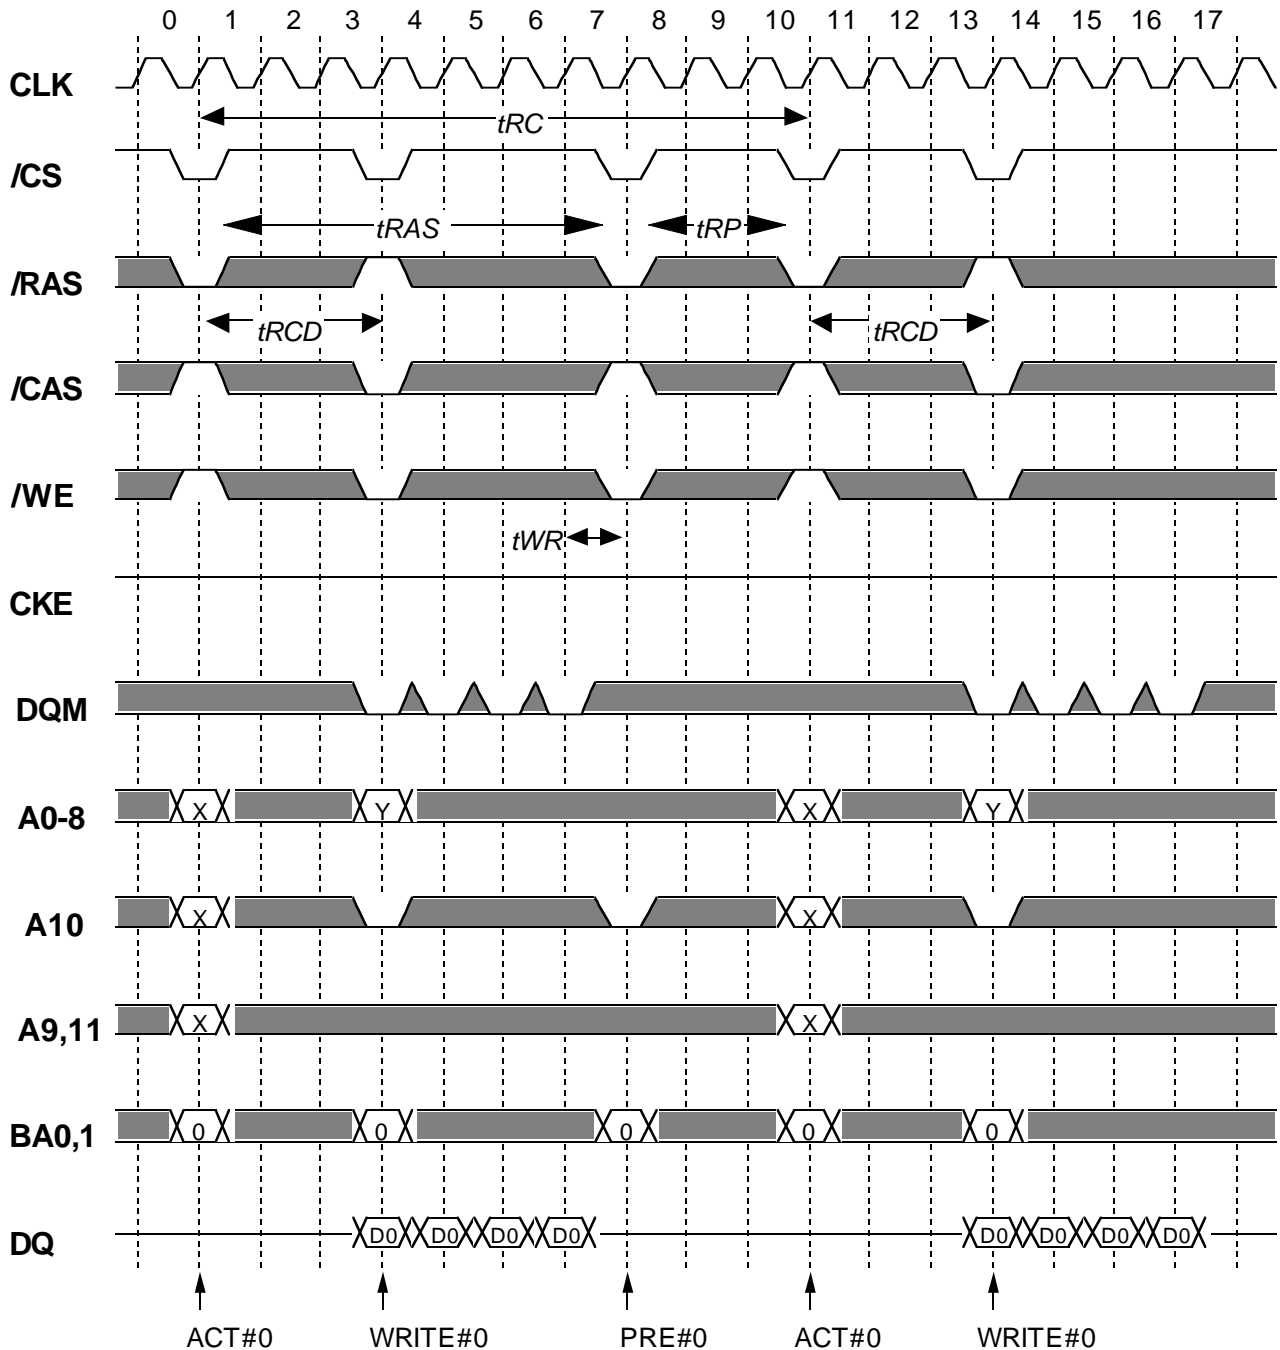 0 1 2 3 4 5 6 7 8 9 10 11 12 13 14 15 16 17
CLK
tRC
/CS
tRAS tRP
/RAS
tRCD tRCD
/CAS
/WE
tWR
CKE
DQM
A0-8 X Y X Y
A10 X X
A9,11 X X
BA0,1 0 0 0 0 0
DQ D0 D0 D0 D0 D0 D0 D0 D0
ACT#0 WRITE#0 PRE#0 ACT#0 WRITE#0